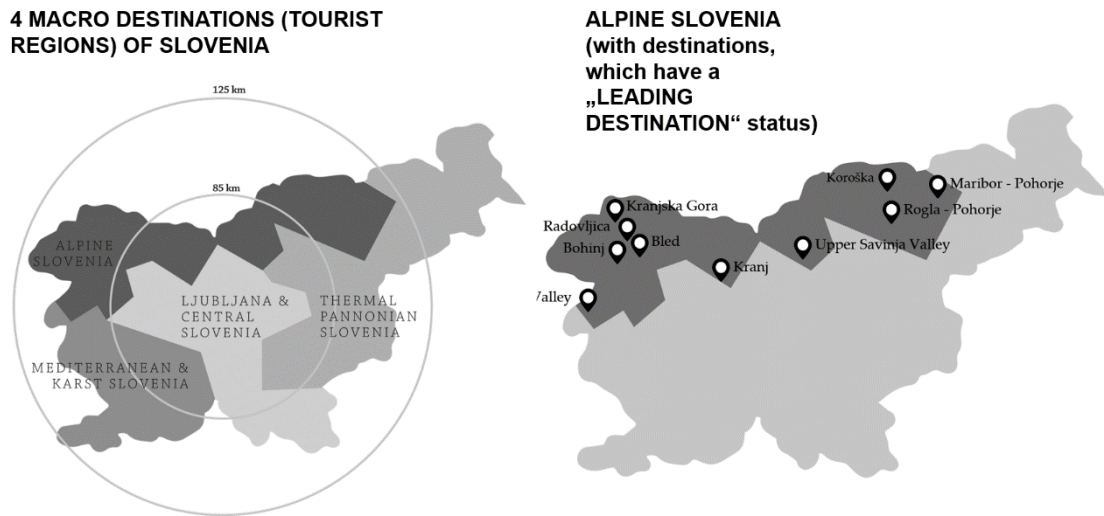 4 MACRO DESTINATIONS (TOURIST
REGIONS) OF SLOVENIA
125 km
85 km
ALPINE
SLOVENIA
LJUBLJANA &
CENTRAL
SLOVENIA
THERMAL
PANNONIAN
SLOVENIA
MEDITERRANEAN &
KARST SLOVENIA
ALPINE SLOVENIA
(with destinations,
which have a
„LEADING
DESTINATION“ status)
Koroška
Maribor - Pohorje
Kranjska Gora
Rogla - Pohorje
Radovljica
Bled
Bohinj
Upper Savinja Valley
Kranj
Valley